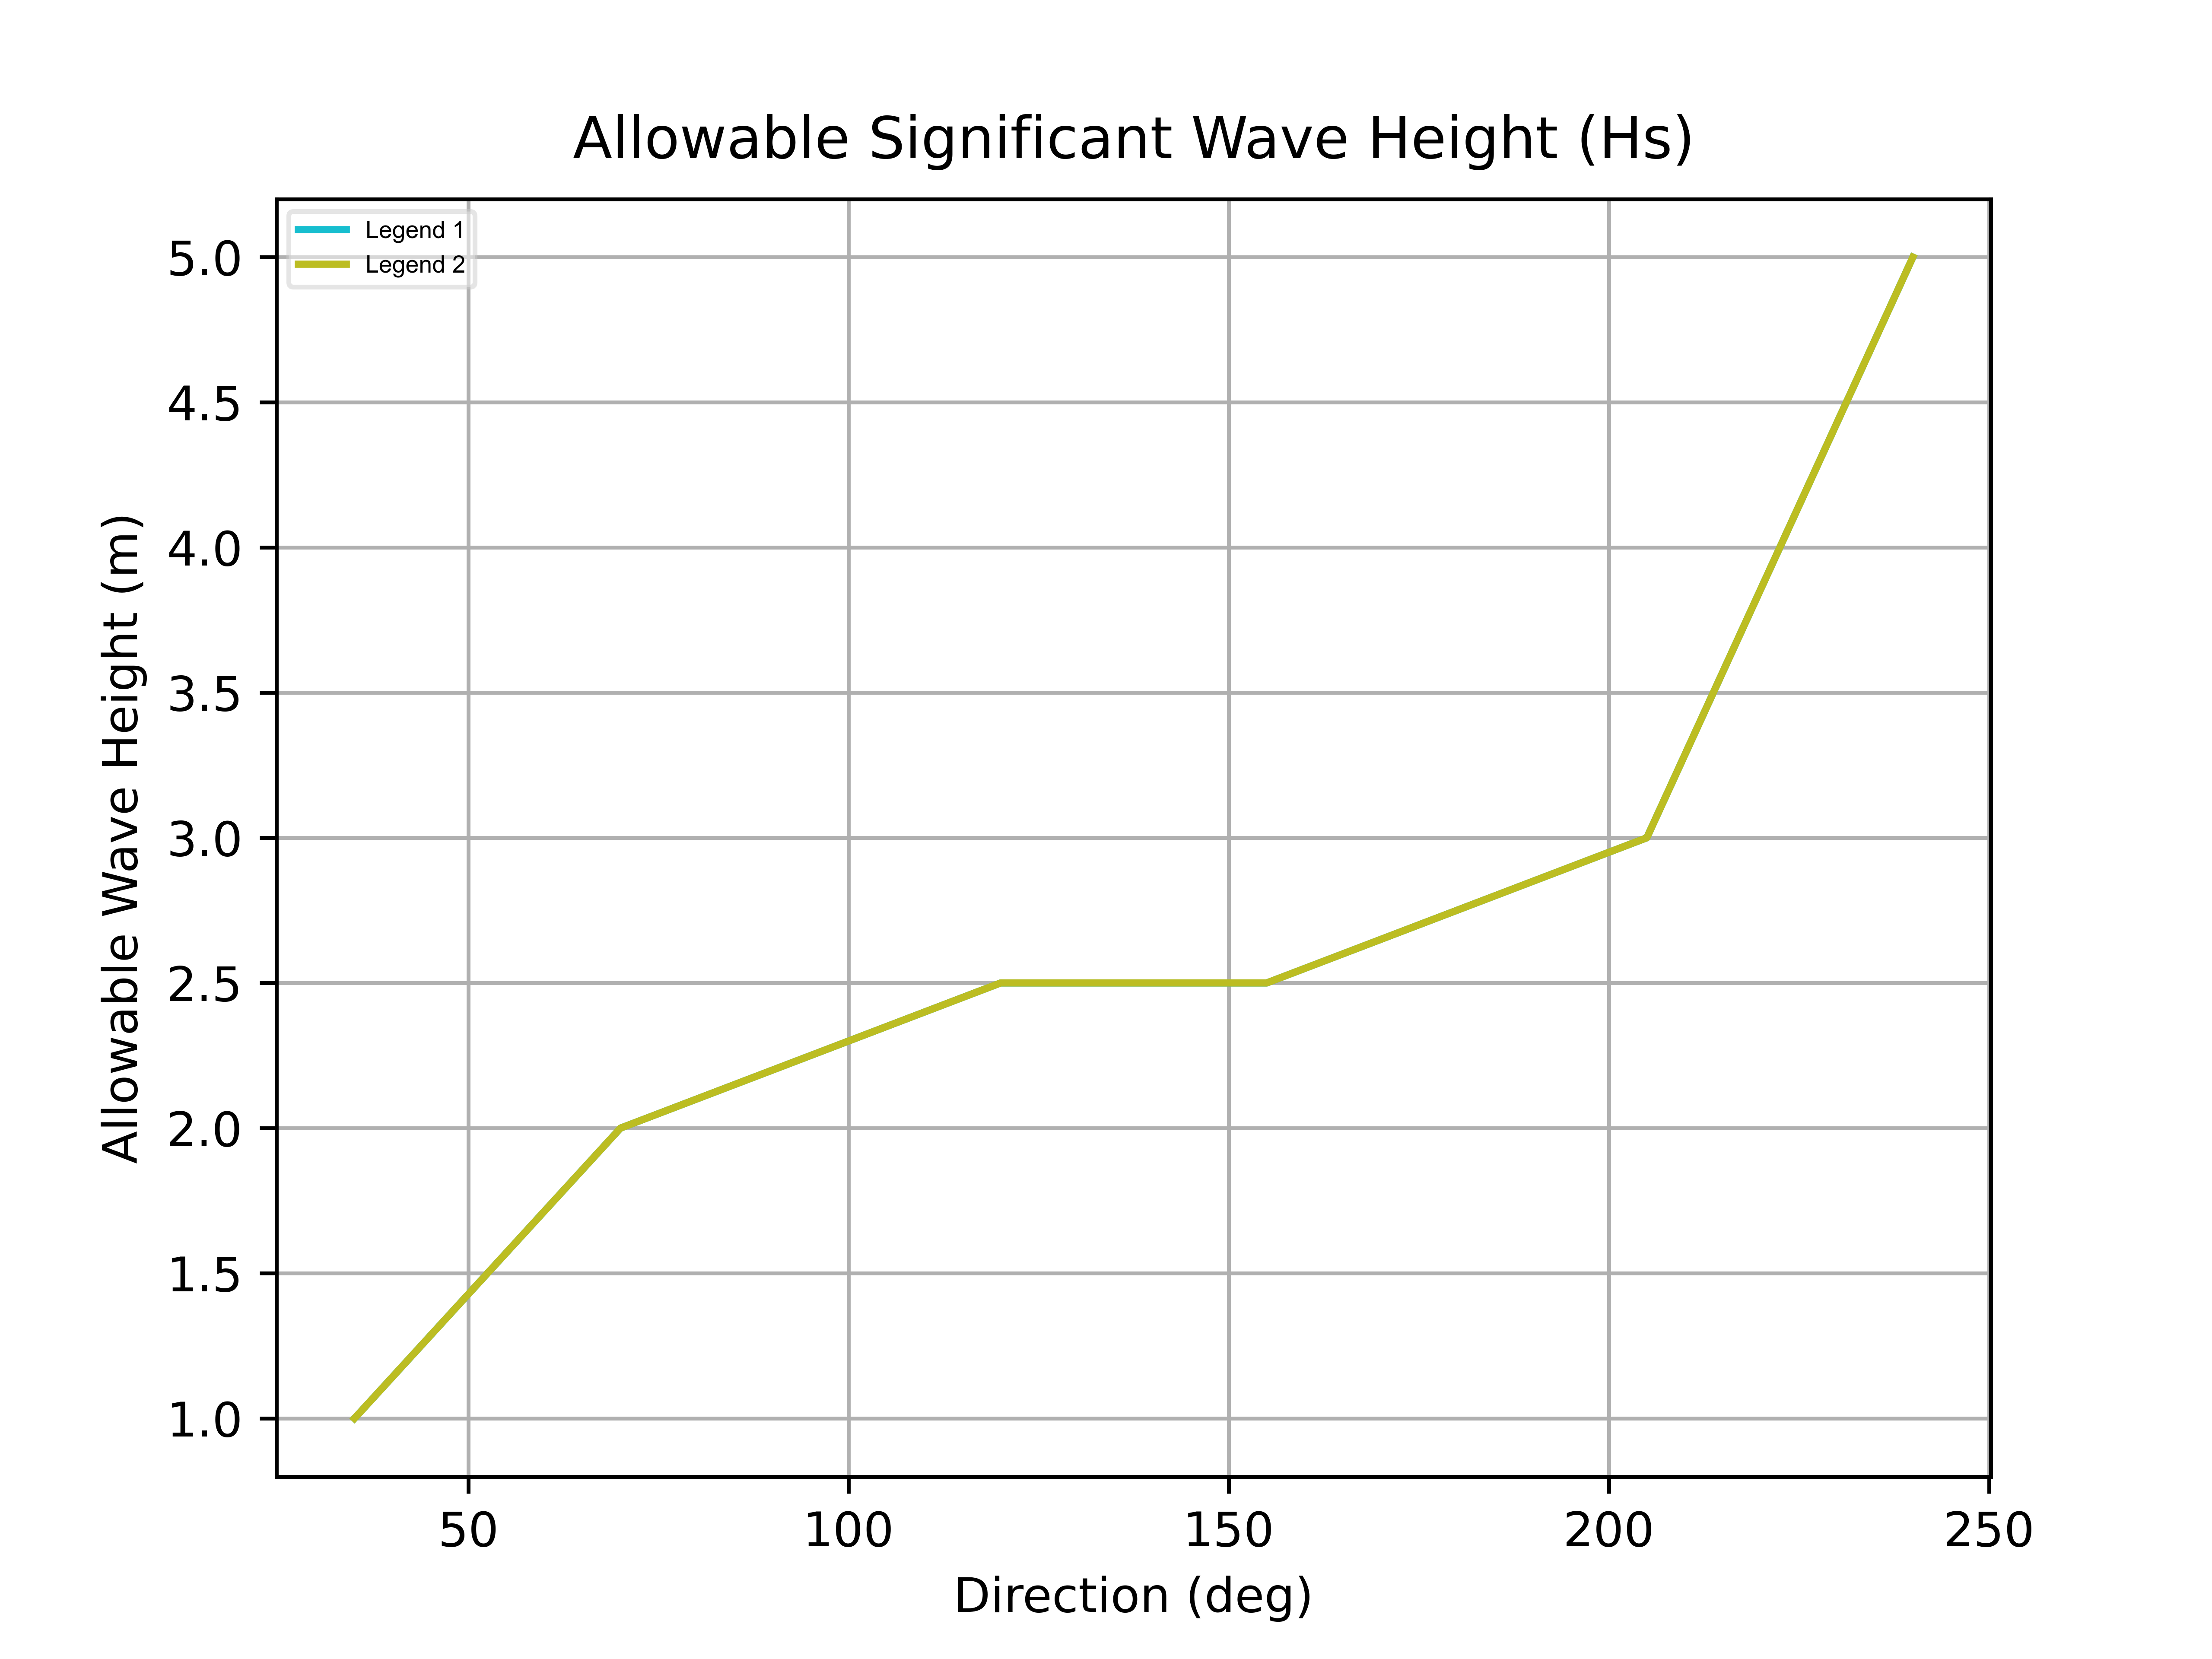 Allowable Significant Wave Height (Hs)
Legend 1
Legend 2
5.0
4.5
4.0
3.5
3.0
2.5
2.0
1.5
1.0
Allowable Wave Height (m)
50 100 150 200 250
Direction (deg)